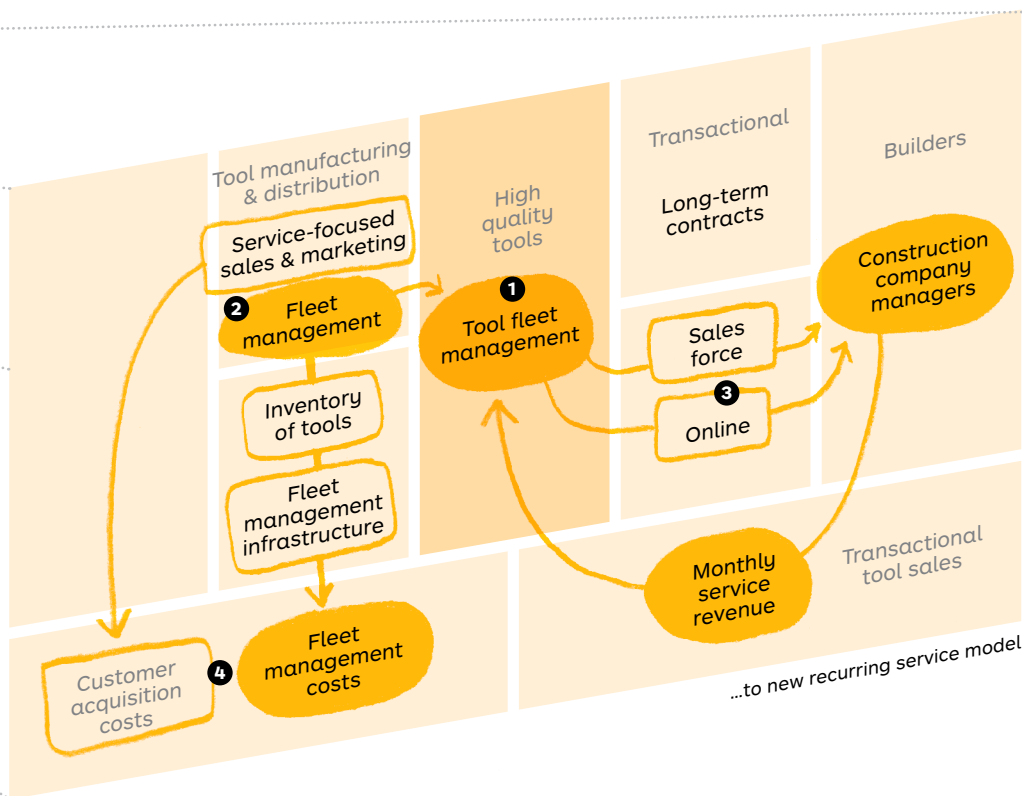 Tool manufacturing
& distribution
Service-focused
sales & marketing
2
Fleet
management
Inventory
of tools
Fleet
management
infrastructure
High
quality
tools
1
Tool fleet
management
Transactional
Long-term
contracts
Sales
force
3
Online
Builders
Construction
company
managers
Customer
acquisition
costs
4
Fleet
management
costs
Monthly
service
revenue
Transactional
tool sales
...to new recurring service model